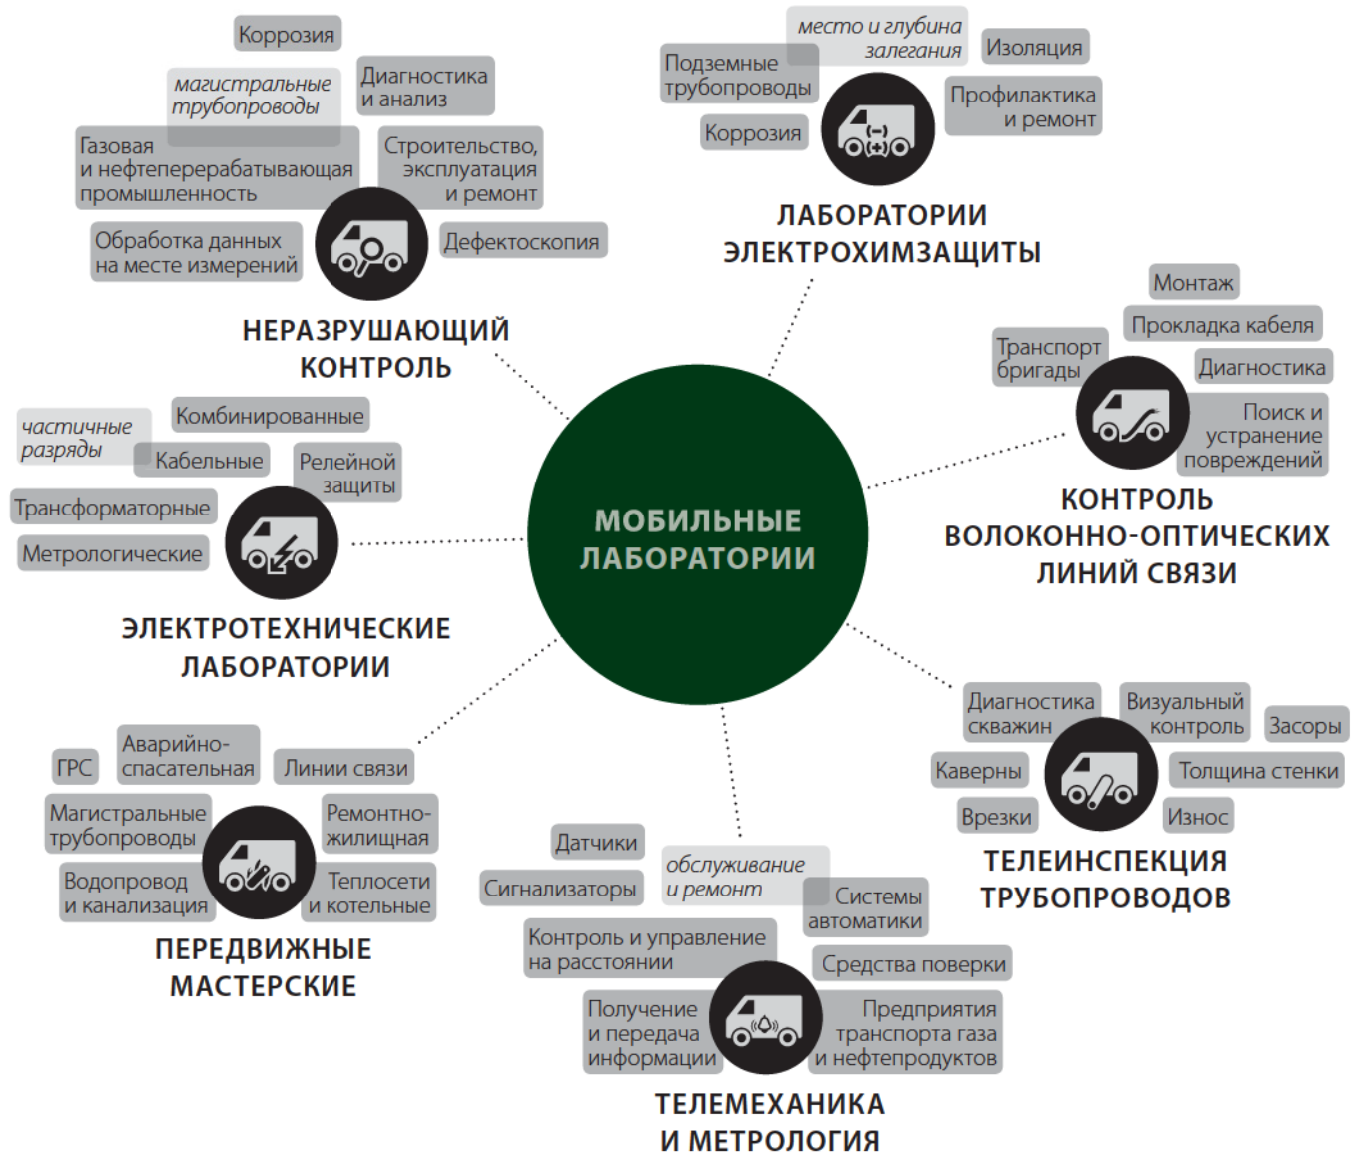 Коррозия
магистральные
трубопроводы
Диагностика
и анализ
Газовая
и нефтеперерабатывающая
промышленность
Строительство,
эксплуатация
и ремонт
Обработка данных
на месте измерений
Дефектоскопия
НЕРАЗРУШАЮЩИЙ
КОНТРОЛЬ
место и глубина
залегания
Изоляция
Подземные
трубопроводы
Профилактика
и ремонт
Коррозия
ЛАБОРАТОРИИ
ЭЛЕКТРОХИМЗАЩИТЫ
Монтаж
Прокладка кабеля
Транспорт
бригады
Диагностика
Поиск и
устранение
повреждений
КОНТРОЛЬ
ВОЛОКОННО-ОПТИЧЕСКИХ
ЛИНИЙ СВЯЗИ
частичные
разряды
Комбинированные
Кабельные
Релейной
защиты
Трансформаторные
Метрологические
ЭЛЕКТРОТЕХНИЧЕСКИЕ
ЛАБОРАТОРИИ
МОБИЛЬНЫЕ
ЛАБОРАТОРИИ
Диагностика
скважин
Визуальный
контроль
Засоры
Каверны
Толщина стенки
Врезки
Износ
ТЕЛЕИНСПЕКЦИЯ
ТРУБОПРОВОДОВ
ГРС
Аварийно-
спасательная
Линии связи
Магистральные
трубопроводы
Ремонтно-
жилищная
Водопровод
и канализация
Теплосети
и котельные
ПЕРЕДВИЖНЫЕ
МАСТЕРСКИЕ
Датчики
обслуживание
и ремонт
Сигнализаторы
Системы
автоматики
Контроль и управление
на расстоянии
Средства поверки
Получение
и передача
информации
Предприятия
транспорта газа
и нефтепродуктов
ТЕЛЕМЕХАНИКА
И МЕТРОЛОГИЯ